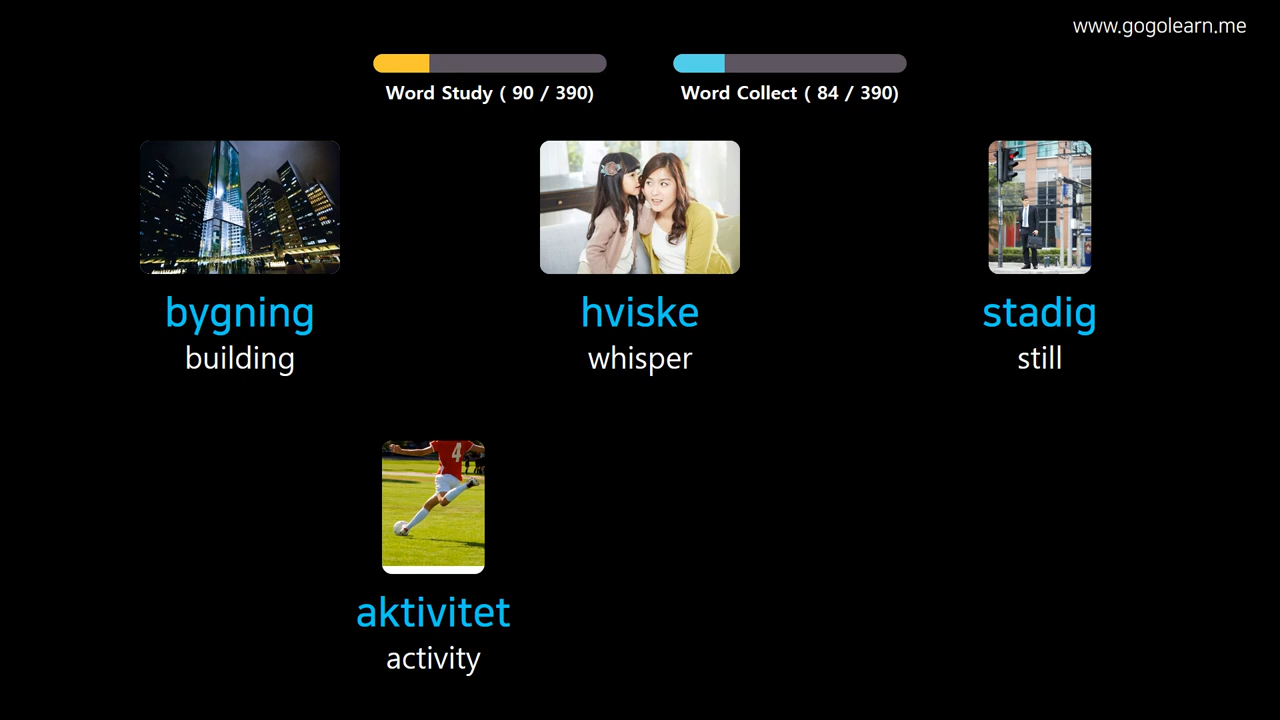 www.gogolearn.me
Word Study ( 90 / 390)
Word Collect ( 84 / 390)
bygning
building
hviske
whisper
stadig
still
4
aktivitet
activity